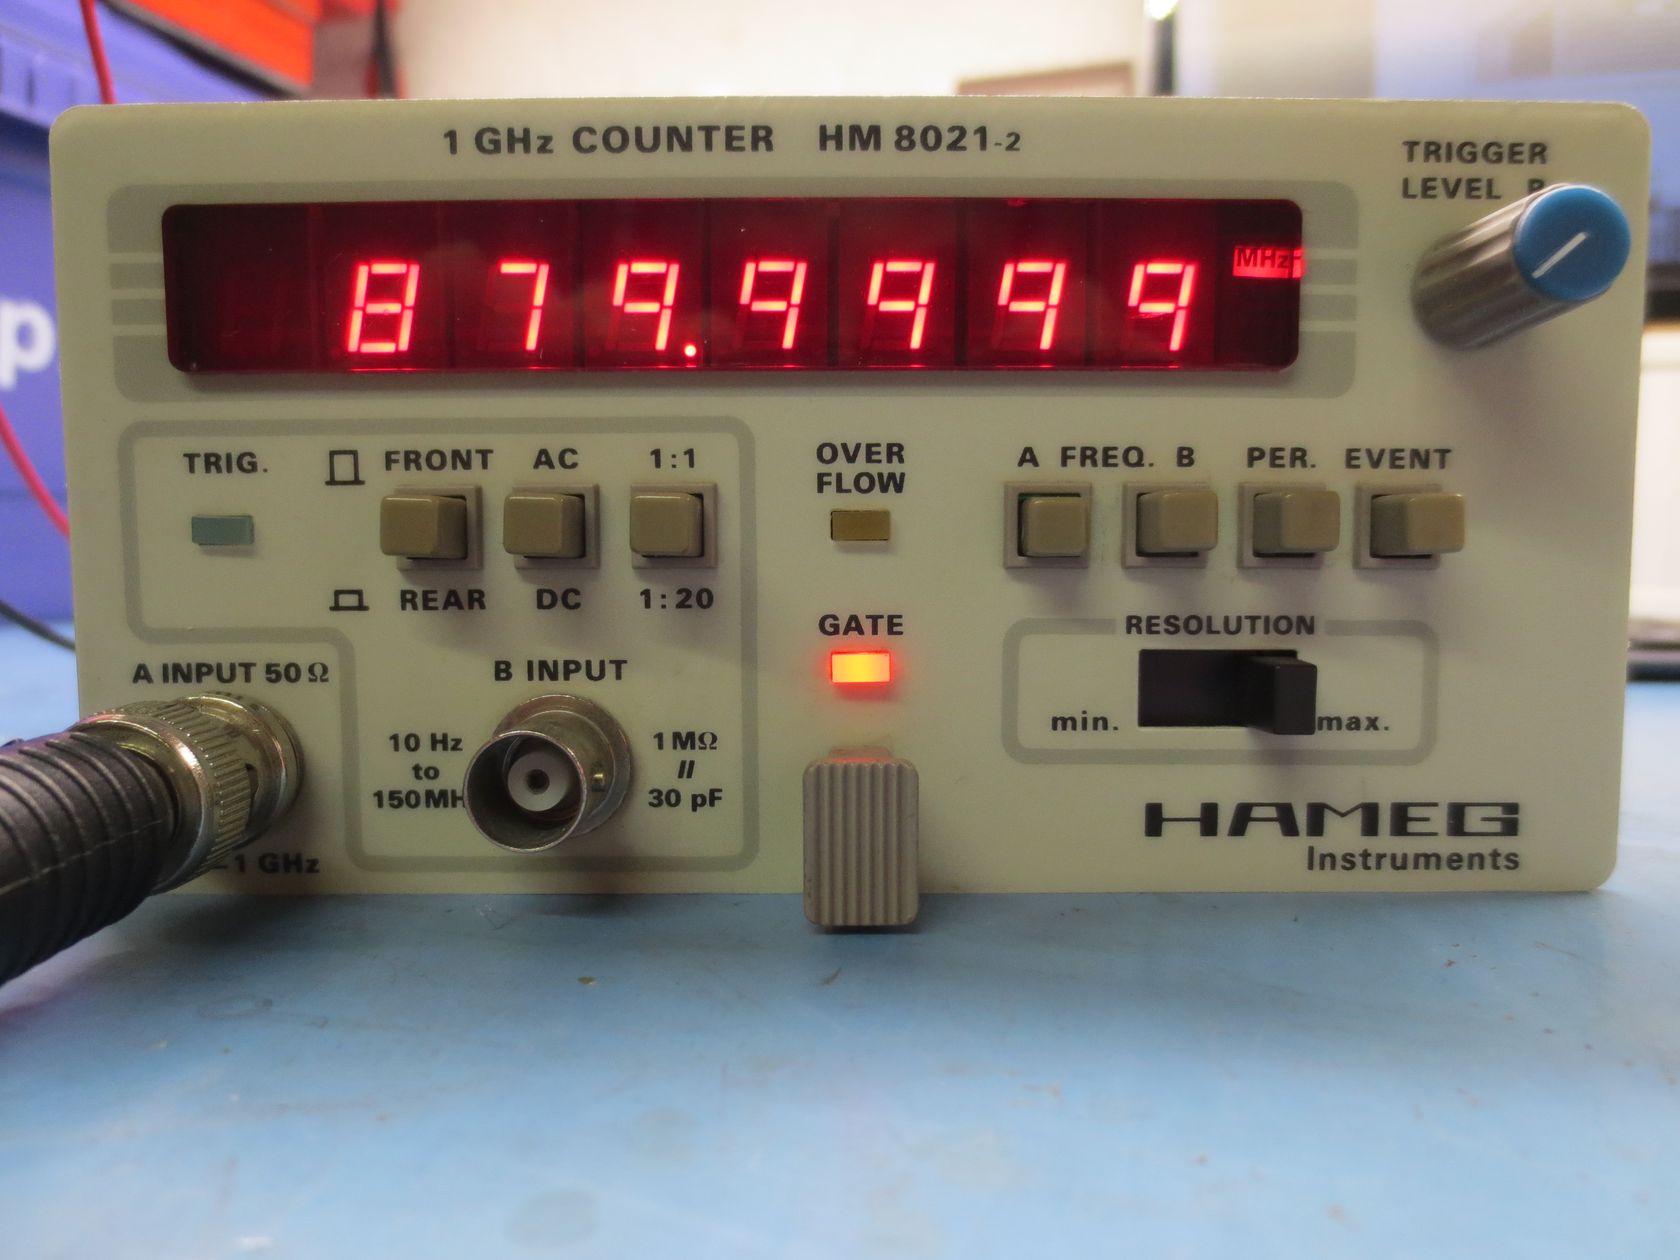 1 GHz COUNTER HM 8021-2
TRIGGER
LEVEL
879.9999
MHz
TRIG.
FRONT
AC
1:1
OVER
FLOW
A FREQ. B
PER.
EVENT
REAR
DC
1:20
GATE
RESOLUTION
min.
max.
A INPUT 50 Ω
B INPUT
10 Hz
to
150 MH
1 MΩ
//
30 pF
1 GHz
HAMEG
Instruments
p